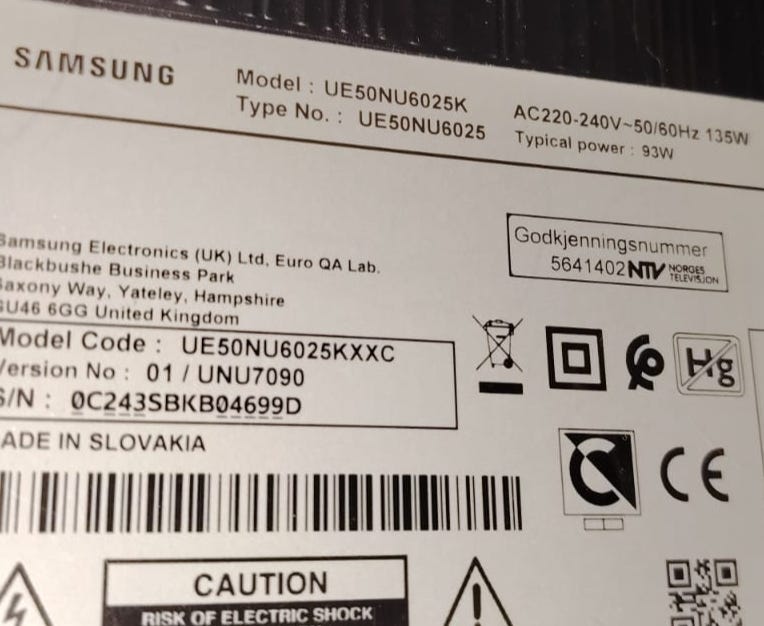 SAMSUNG
Model : UE50NU6025K
Type No. : UE50NU6025
AC220-240V~50/60Hz 135W
Typical power : 93W
Godkjenningsnummer
5641402 NTV NORGES TELEVISJON
Samsung Electronics (UK) Ltd, Euro QA Lab.
Blackbushe Business Park
Saxony Way, Yateley, Hampshire
GU46 6GG United Kingdom
Model Code : UE50NU6025KXXC
Version No : 01 / UNU7090
S/N : 0C243SBKB04699D
ADE IN SLOVAKIA
Hg
CE
CAUTION
RISK OF ELECTRIC SHOCK